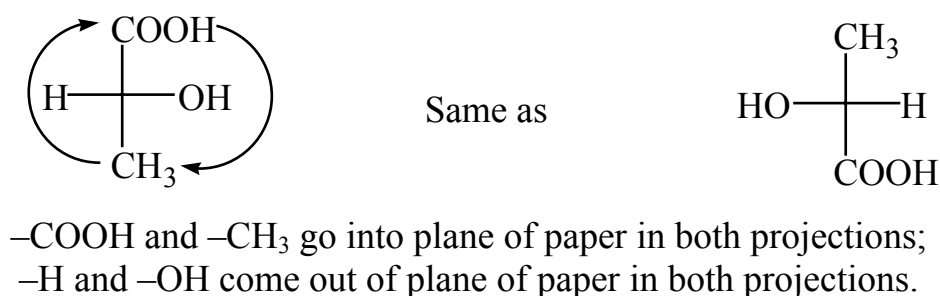 COOH
CH₃
H
OH
Same as
HO
H
CH₃
COOH
–COOH and –CH₃ go into plane of paper in both projections;
–H and –OH come out of plane of paper in both projections.